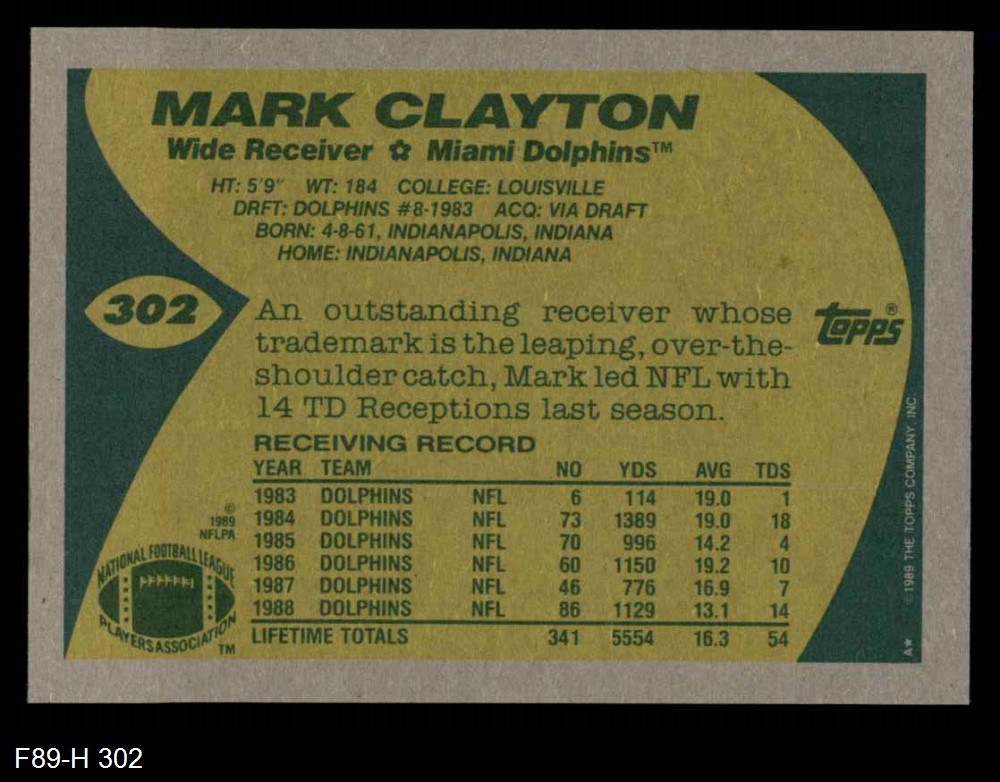 MARK CLAYTON
Wide Receiver ✩ Miami Dolphins™
HT: 5'9" WT: 184 COLLEGE: LOUISVILLE
DRFT: DOLPHINS #8-1983 ACQ: VIA DRAFT
BORN: 4-8-61, INDIANAPOLIS, INDIANA
HOME: INDIANAPOLIS, INDIANA
302
An outstanding receiver whose
trademark is the leaping, over-the-
shoulder catch, Mark led NFL with
14 TD Receptions last season.
topps®
RECEIVING RECORD
YEAR TEAM NO YDS AVG TDS
1983 DOLPHINS NFL 6 114 19.0 1
1984 DOLPHINS NFL 73 1389 19.0 18
1985 DOLPHINS NFL 70 996 14.2 4
1986 DOLPHINS NFL 60 1150 19.2 10
1987 DOLPHINS NFL 46 776 16.9 7
1988 DOLPHINS NFL 86 1129 13.1 14
LIFETIME TOTALS 341 5554 16.3 54
©
1989
NFLPA
NATIONAL FOOTBALL LEAGUE
PLAYERS ASSOCIATION
TM
A★ © 1989 THE TOPPS COMPANY, INC.
F89-H 302